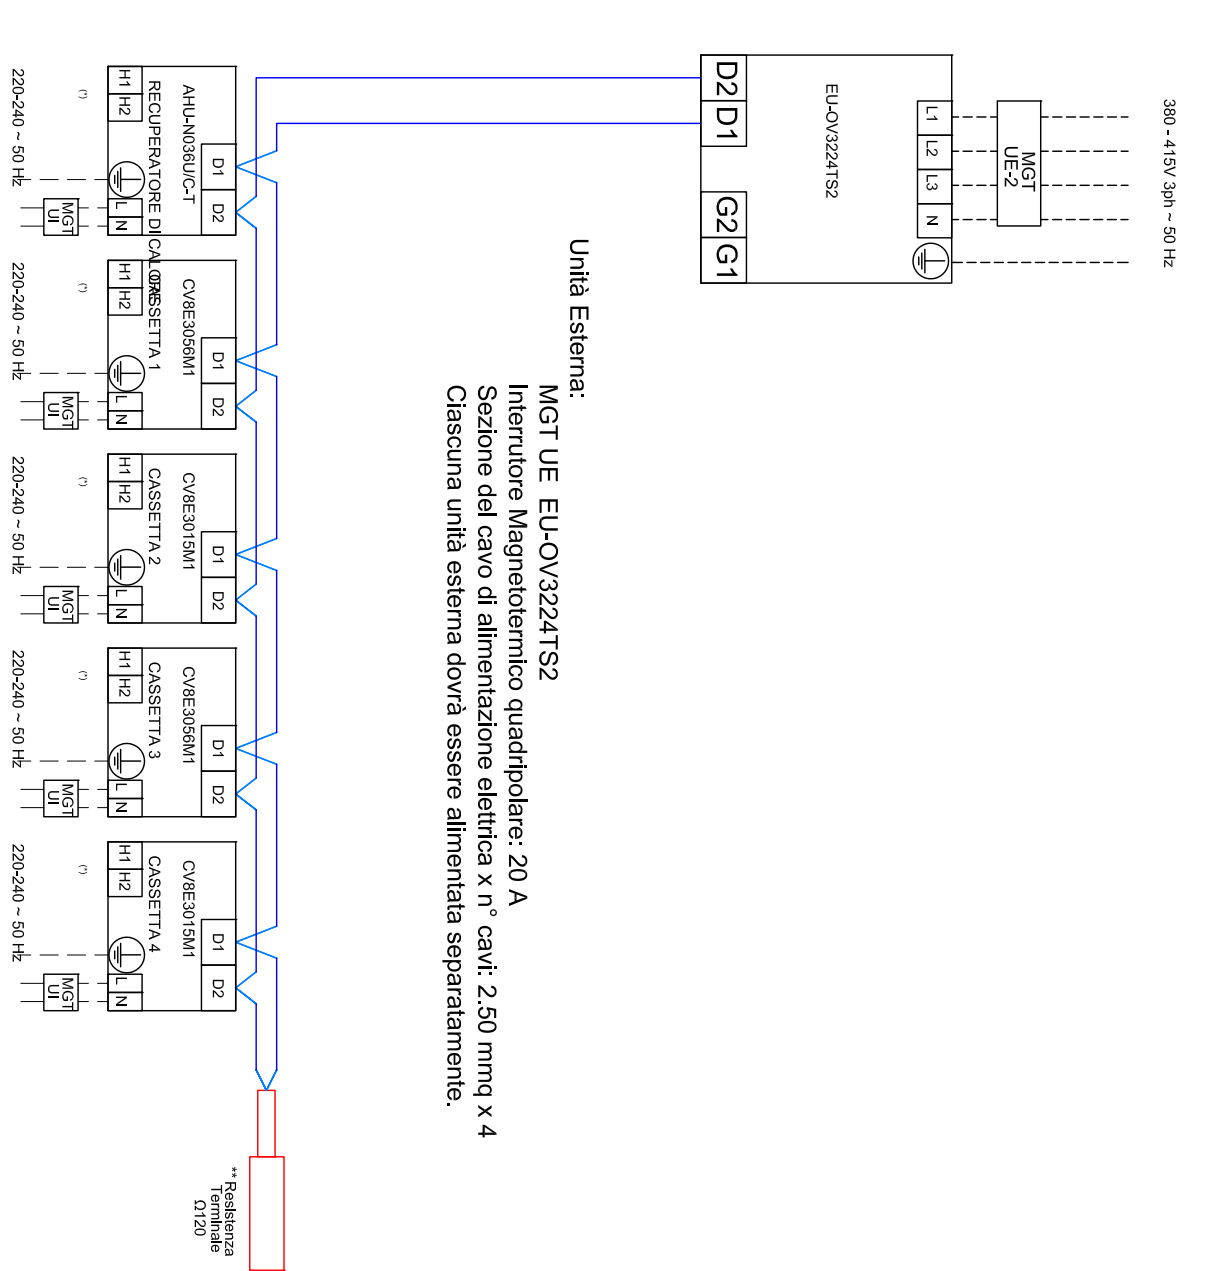 380 - 415V 3ph ~ 50 Hz
MGT
UE-2
L1
L2
L3
N
EU-OV3224TS2
D2
D1
G2
G1
Unità Esterna:
MGT UE EU-OV3224TS2
Interrutore Magnetotermico quadripolare: 20 A
Sezione del cavo di alimentazione elettrica x n° cavi: 2.50 mmq x 4
Ciascuna unità esterna dovrà essere alimentata separatamente.
D1
D2
AHU-N036U/C-T
RECUPERATORE DI CALORE
H1
H2
L
N
(*)
MGT
UI
220-240 ~ 50 Hz
D1
D2
CV8E3056M1
CASSETTA 1
H1
H2
L
N
(*)
MGT
UI
220-240 ~ 50 Hz
D1
D2
CV8E3015M1
CASSETTA 2
H1
H2
L
N
(*)
MGT
UI
220-240 ~ 50 Hz
D1
D2
CV8E3056M1
CASSETTA 3
H1
H2
L
N
(*)
MGT
UI
220-240 ~ 50 Hz
D1
D2
CV8E3015M1
CASSETTA 4
H1
H2
L
N
(*)
MGT
UI
220-240 ~ 50 Hz
** Resistenza
Terminale
Ω120